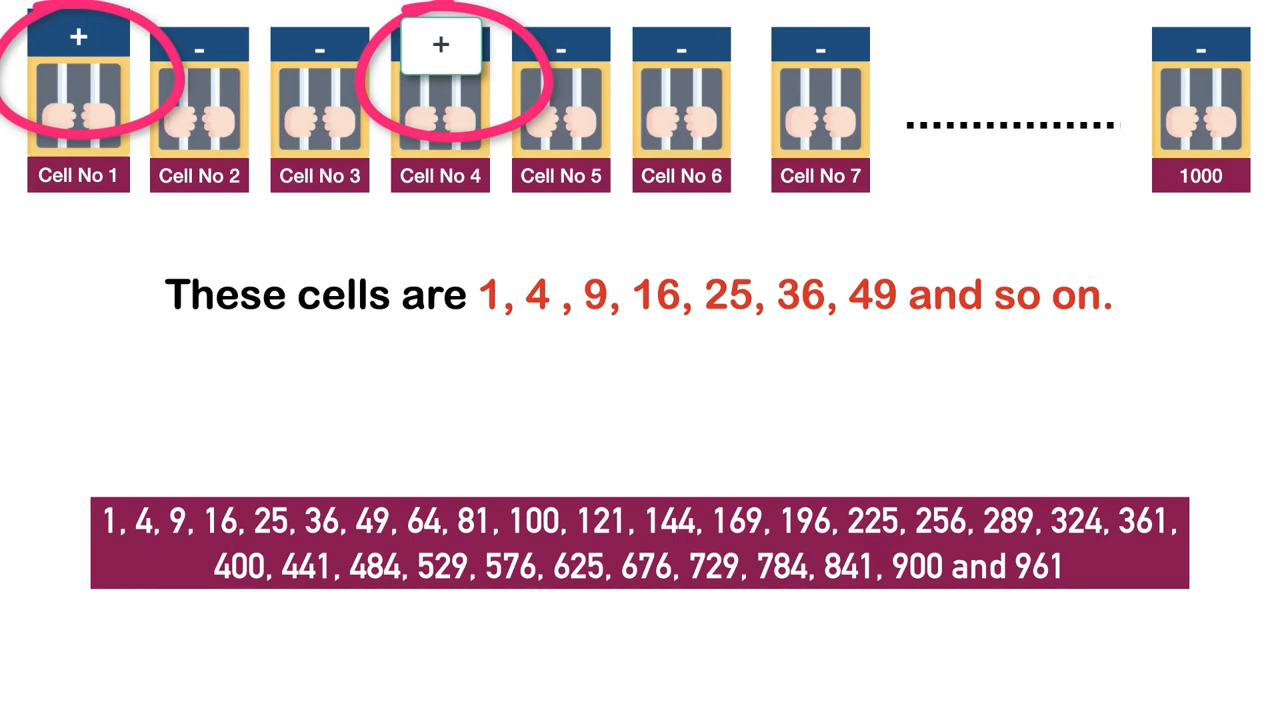 + - - + - - - -
Cell No 1 Cell No 2 Cell No 3 Cell No 4 Cell No 5 Cell No 6 Cell No 7 1000
These cells are 1, 4 , 9, 16, 25, 36, 49 and so on.
1, 4, 9, 16, 25, 36, 49, 64, 81, 100, 121, 144, 169, 196, 225, 256, 289, 324, 361,
400, 441, 484, 529, 576, 625, 676, 729, 784, 841, 900 and 961